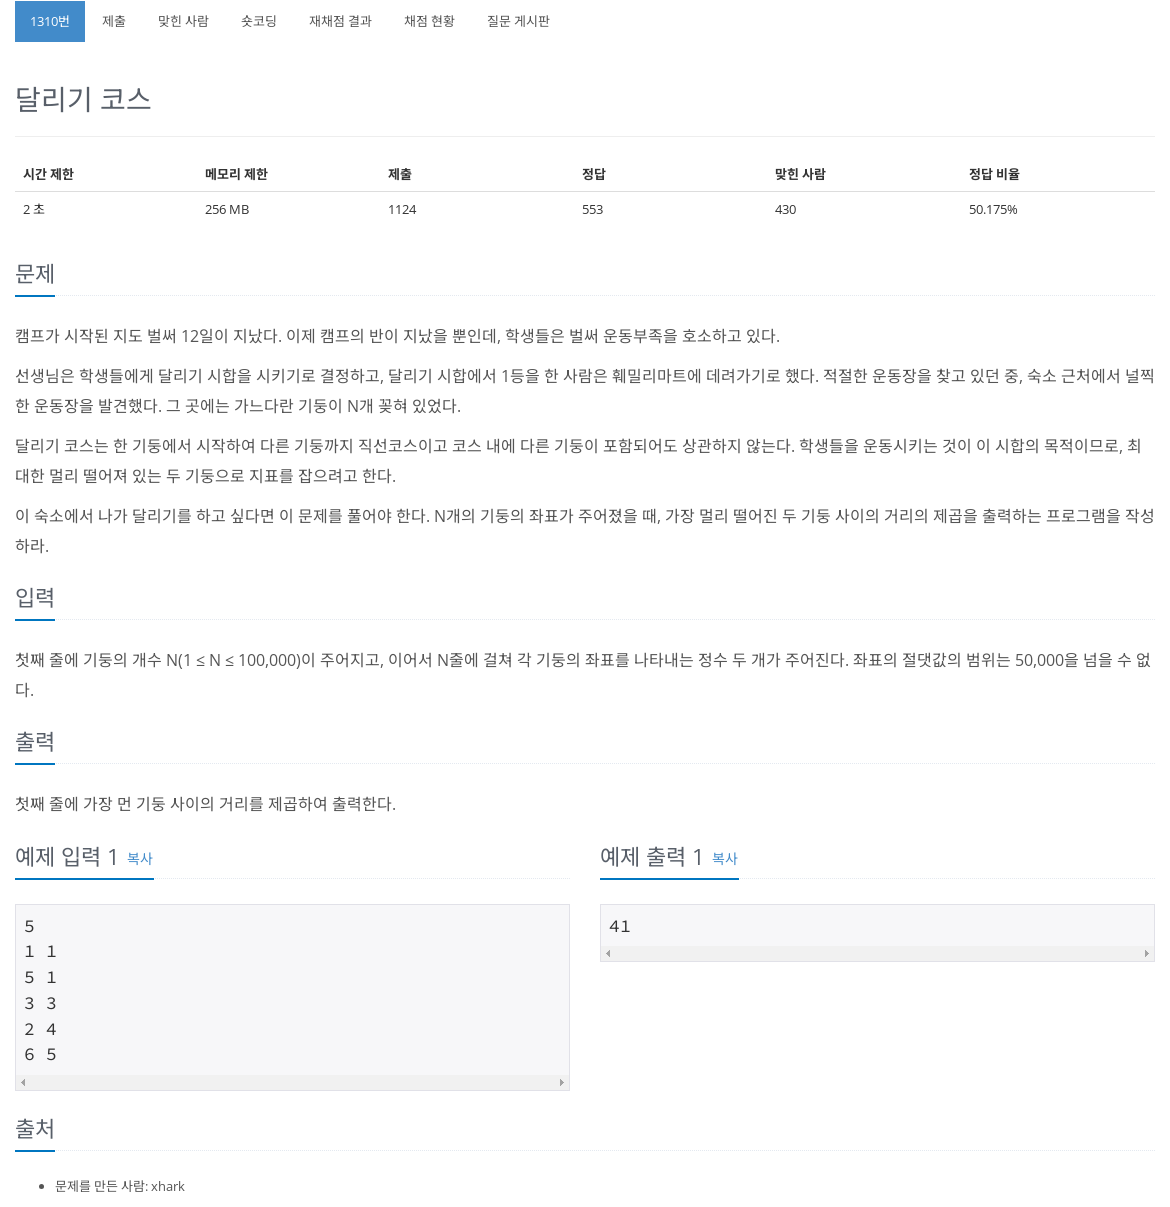 1310번 제출 맞힌 사람 숏코딩 재채점 결과 채점 현황 질문 게시판
달리기 코스
시간 제한 메모리 제한 제출 정답 맞힌 사람 정답 비율
2 초 256 MB 1124 553 430 50.175%
문제
캠프가 시작된 지도 벌써 12일이 지났다. 이제 캠프의 반이 지났을 뿐인데, 학생들은 벌써 운동부족을 호소하고 있다.
선생님은 학생들에게 달리기 시합을 시키기로 결정하고, 달리기 시합에서 1등을 한 사람은 훼밀리마트에 데려가기로 했다. 적절한 운동장을 찾고 있던 중, 숙소 근처에서 널찍
한 운동장을 발견했다. 그 곳에는 가느다란 기둥이 N개 꽂혀 있었다.
달리기 코스는 한 기둥에서 시작하여 다른 기둥까지 직선코스이고 코스 내에 다른 기둥이 포함되어도 상관하지 않는다. 학생들을 운동시키는 것이 이 시합의 목적이므로, 최
대한 멀리 떨어져 있는 두 기둥으로 지표를 잡으려고 한다.
이 숙소에서 나가 달리기를 하고 싶다면 이 문제를 풀어야 한다. N개의 기둥의 좌표가 주어졌을 때, 가장 멀리 떨어진 두 기둥 사이의 거리의 제곱을 출력하는 프로그램을 작성
하라.
입력
첫째 줄에 기둥의 개수 N(1 ≤ N ≤ 100,000)이 주어지고, 이어서 N줄에 걸쳐 각 기둥의 좌표를 나타내는 정수 두 개가 주어진다. 좌표의 절댓값의 범위는 50,000을 넘을 수 없
다.
출력
첫째 줄에 가장 먼 기둥 사이의 거리를 제곱하여 출력한다.
예제 입력 1 복사
5
1 1
5 1
3 3
2 4
6 5
예제 출력 1 복사
41
출처
문제를 만든 사람: xhark